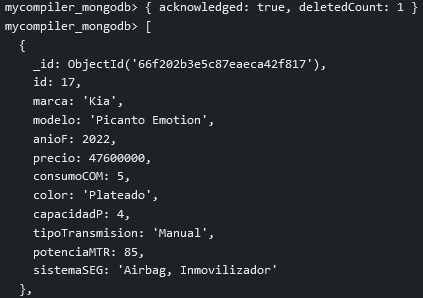 mycompiler_mongodb> { acknowledged: true, deletedCount: 1 }
mycompiler_mongodb> [
  {
    _id: ObjectId('66f202b3e5c87eaeca42f817'),
    id: 17,
    marca: 'Kia',
    modelo: 'Picanto Emotion',
    anioF: 2022,
    precio: 47600000,
    consumoCOM: 5,
    color: 'Plateado',
    capacidadP: 4,
    tipoTransmision: 'Manual',
    potenciaMTR: 85,
    sistemaSEG: 'Airbag, Inmovilizador'
  },